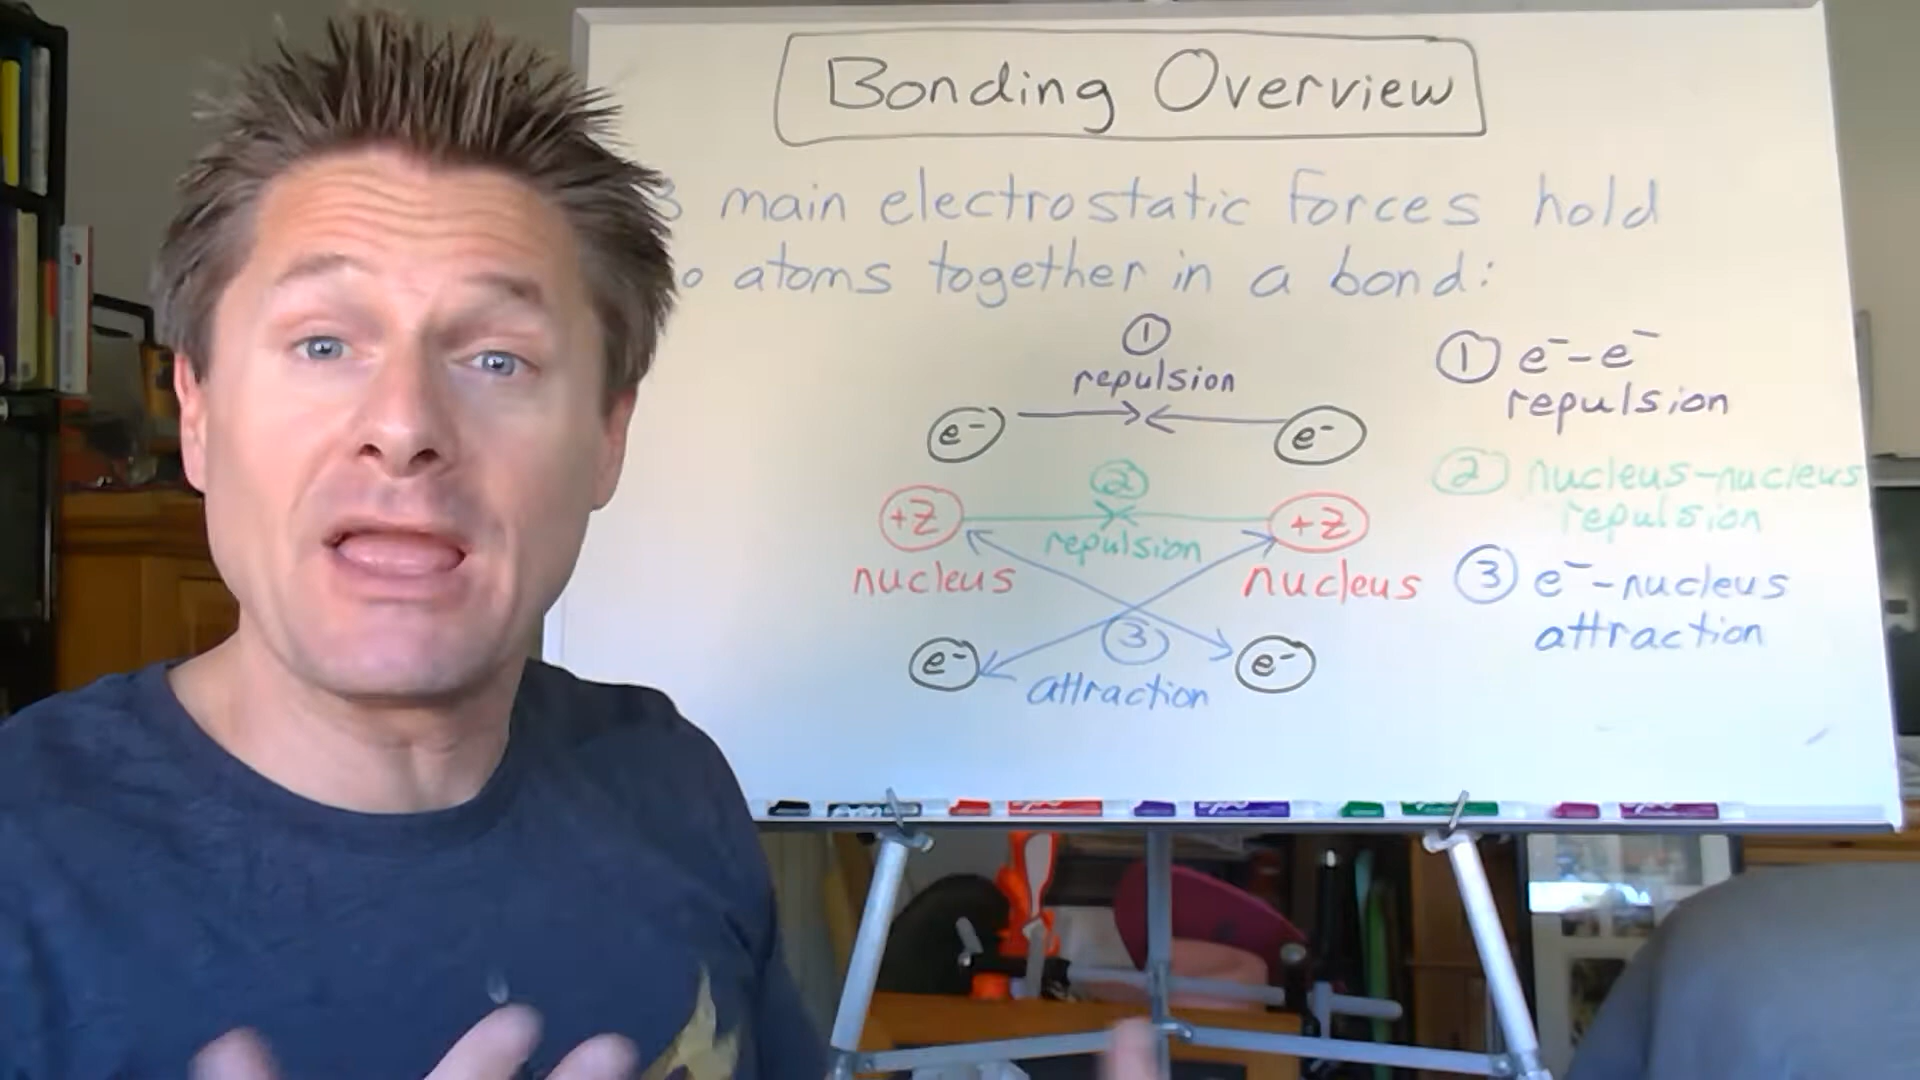 Bonding Overview
3 main electrostatic forces hold
o atoms together in a bond:
①
repulsion
e⁻ e⁻
②
+Z +Z
repulsion
nucleus nucleus
③
e⁻ e⁻
attraction
① e⁻-e⁻
repulsion
② nucleus-nucleus
repulsion
③ e⁻-nucleus
attraction